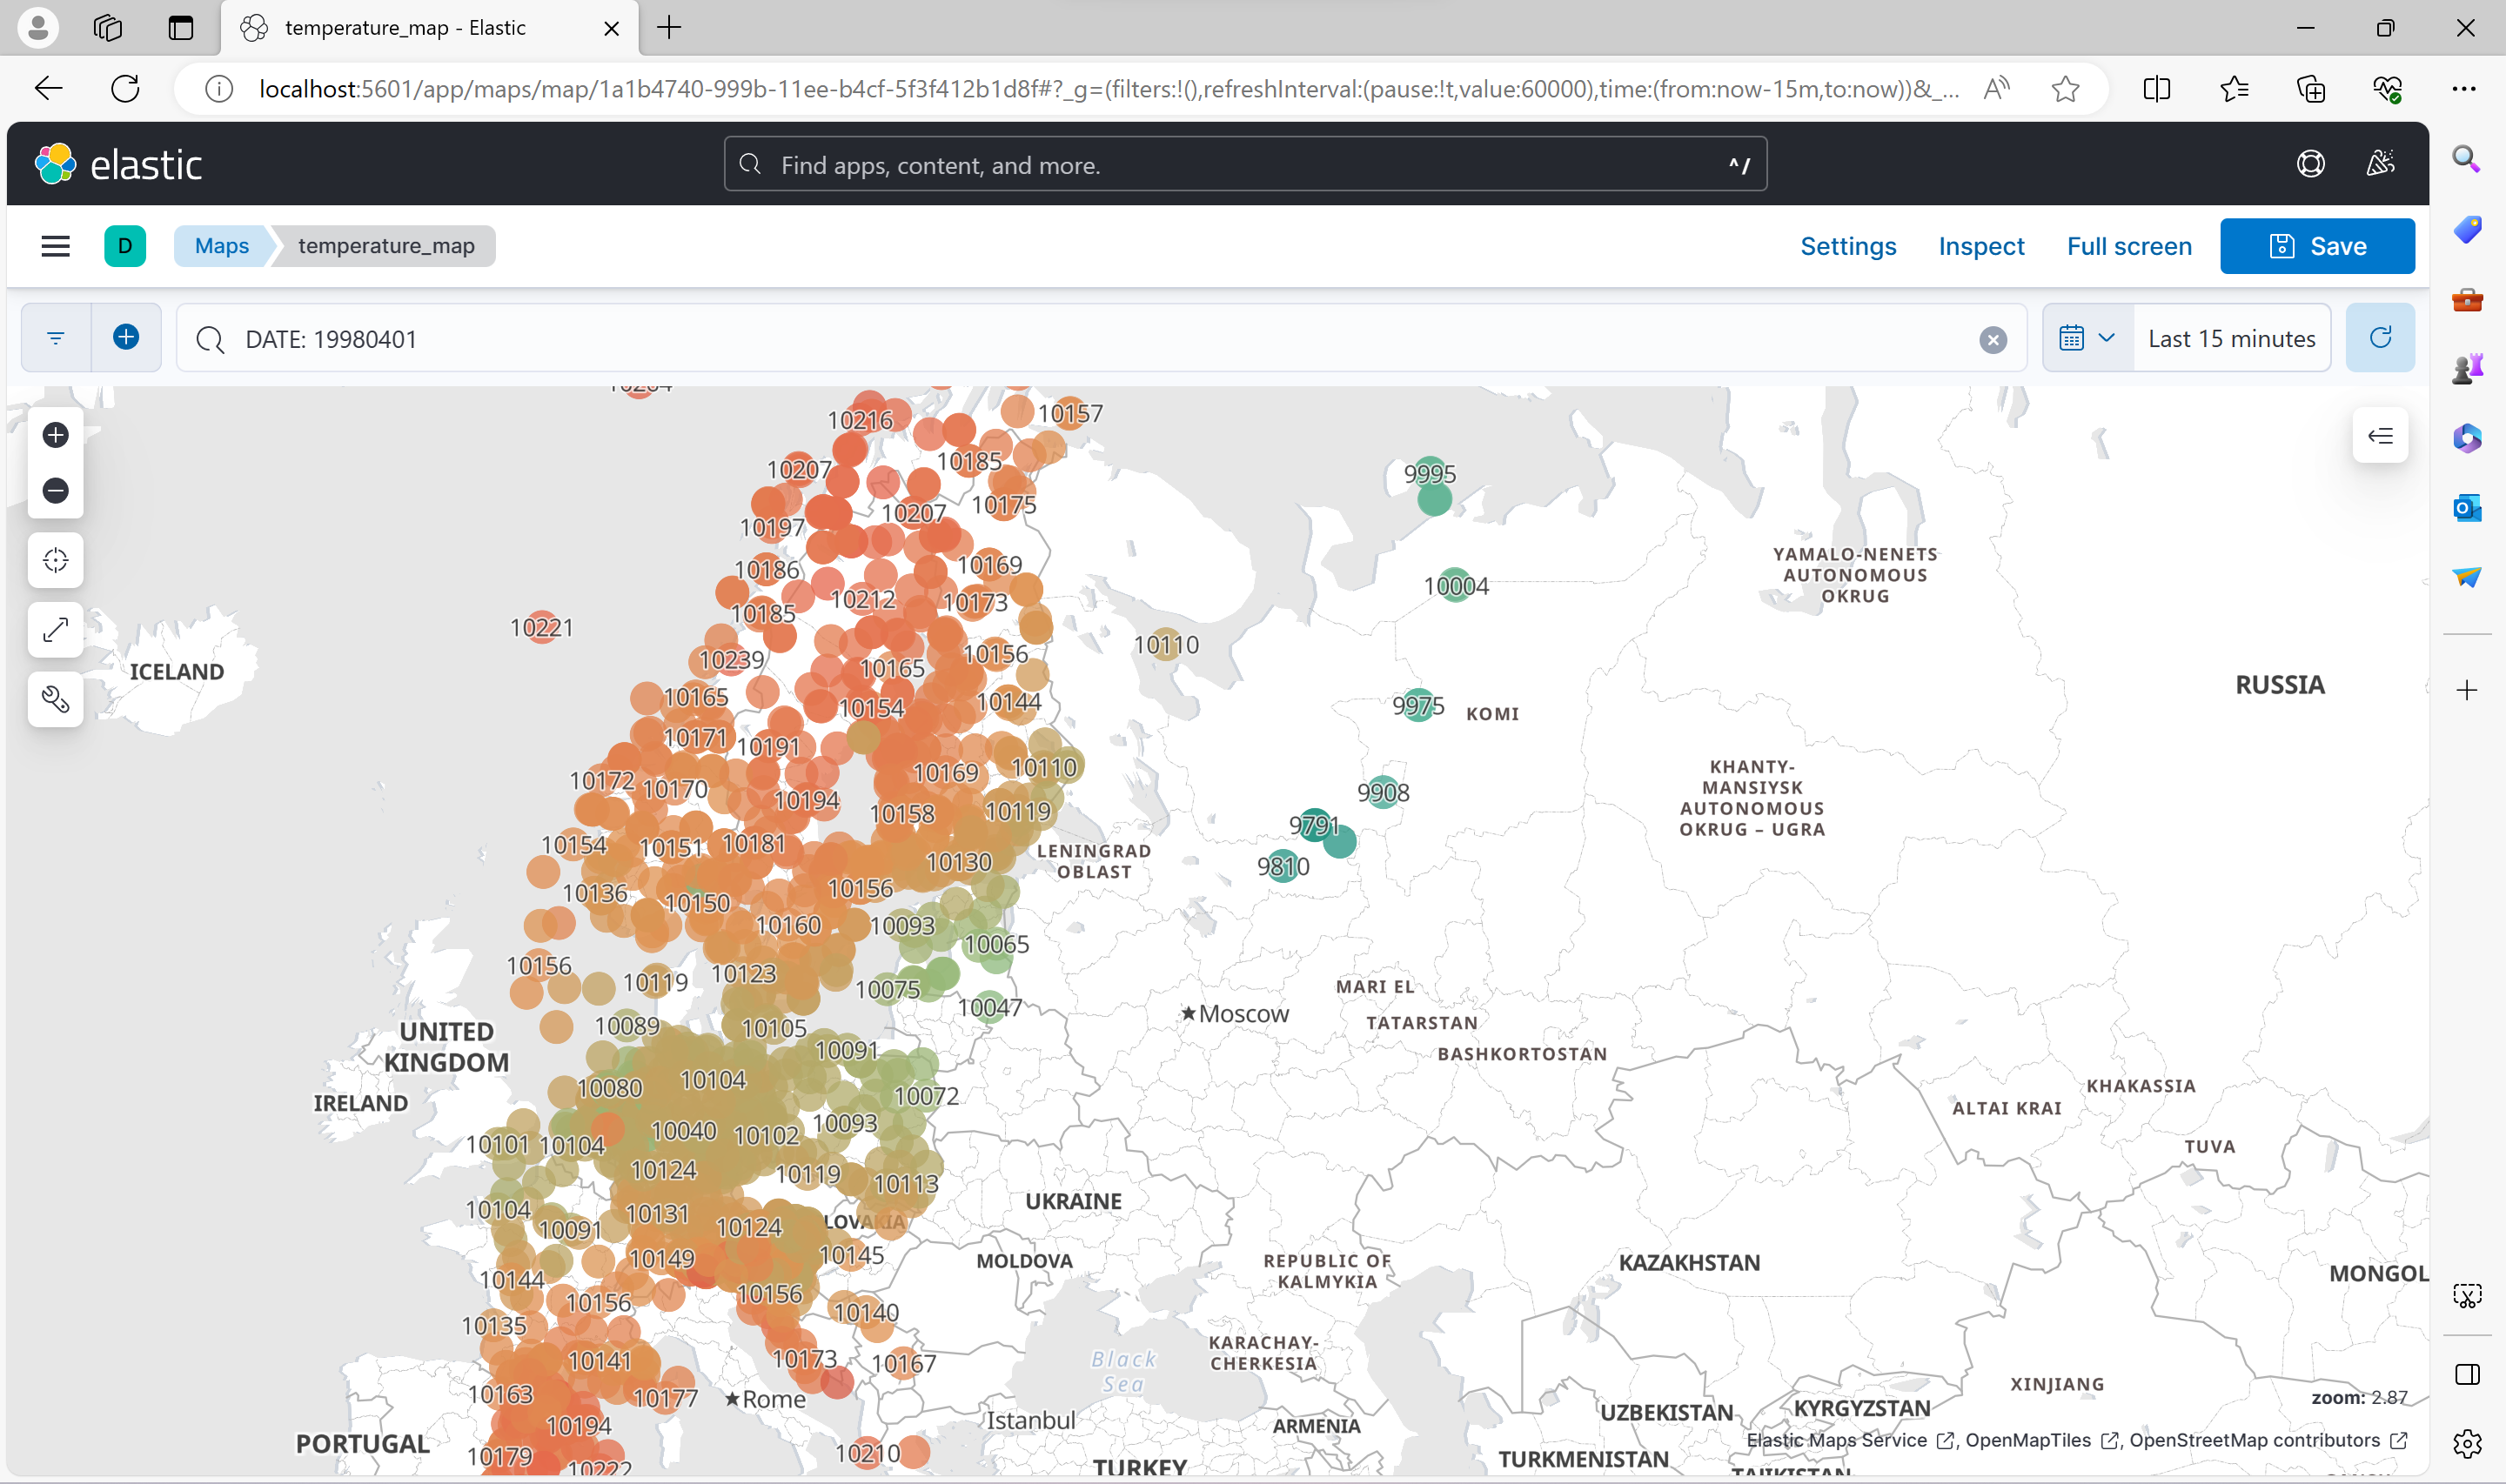 temperature_map - Elastic
localhost:5601/app/maps/map/1a1b4740-999b-11ee-b4cf-5f3f412b1d8f#?_g=(filters:!(),refreshInterval:(pause:!t,value:60000),time:(from:now-15m,to:now))&_...
elastic
Find apps, content, and more.
^ /
D
Maps
temperature_map
Settings
Inspect
Full screen
Save
DATE: 19980401
Last 15 minutes
10216
10157
10207
10185
9995
10197
10207
10175
10186
10169
YAMALO-NENETS
AUTONOMOUS
OKRUG
10004
10185
10212
10173
10221
10110
ICELAND
10239
10165
10156
RUSSIA
10165
10154
10144
9975
KOMI
10171
10191
10172
10170
10169
10110
KHANTY-
MANSIYSK
AUTONOMOUS
OKRUG – UGRA
10194
10158
10119
9908
9791
10154
10151
10181
10130
LENINGRAD
OBLAST
9810
10136
10150
10156
10160
10093
10065
10156
10119
10123
10075
10047
MARI EL
Moscow
TATARSTAN
BASHKORTOSTAN
UNITED
KINGDOM
10089
10105
10091
IRELAND
10080
10104
10072
KHAKASSIA
ALTAI KRAI
10101
10104
10040
10102
10093
TUVA
10124
10119
10113
UKRAINE
10104
10091
10131
10124
LOVAKIA
10149
10145
MOLDOVA
REPUBLIC OF
KALMYKIA
KAZAKHSTAN
MONGOL
10144
10156
10156
10140
10135
10141
10173
10167
Black
Sea
KARACHAY-
CHERKESIA
XINJIANG
zoom: 2.87
10163
10177
Rome
10194
Istanbul
ARMENIA
UZBEKISTAN
KYRGYZSTAN
PORTUGAL
10179
10222
10210
TURKEY
TURKMENISTAN
TAJIKISTAN
Elastic Maps Service , OpenMapTiles , OpenStreetMap contributors